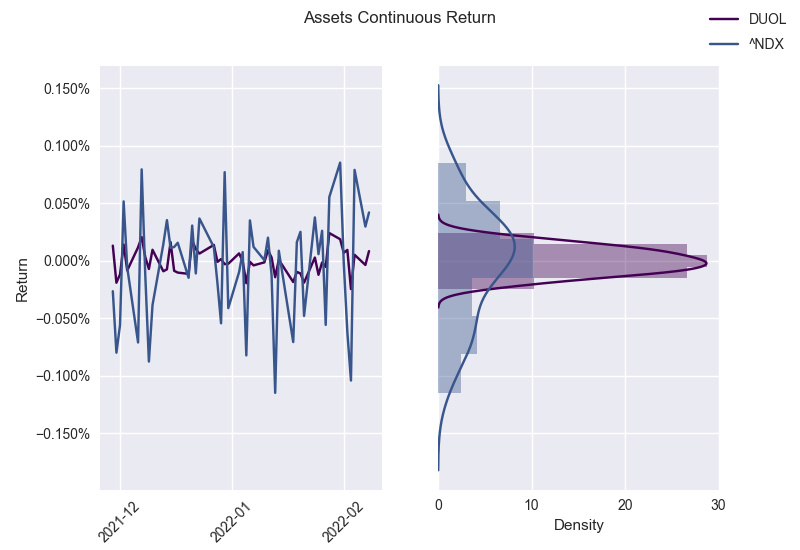 Assets Continuous Return
DUOL
^NDX
Return
0.150%
0.100%
0.050%
0.000%
−0.050%
−0.100%
−0.150%
2021-12
2022-01
2022-02
0
10
20
30
Density